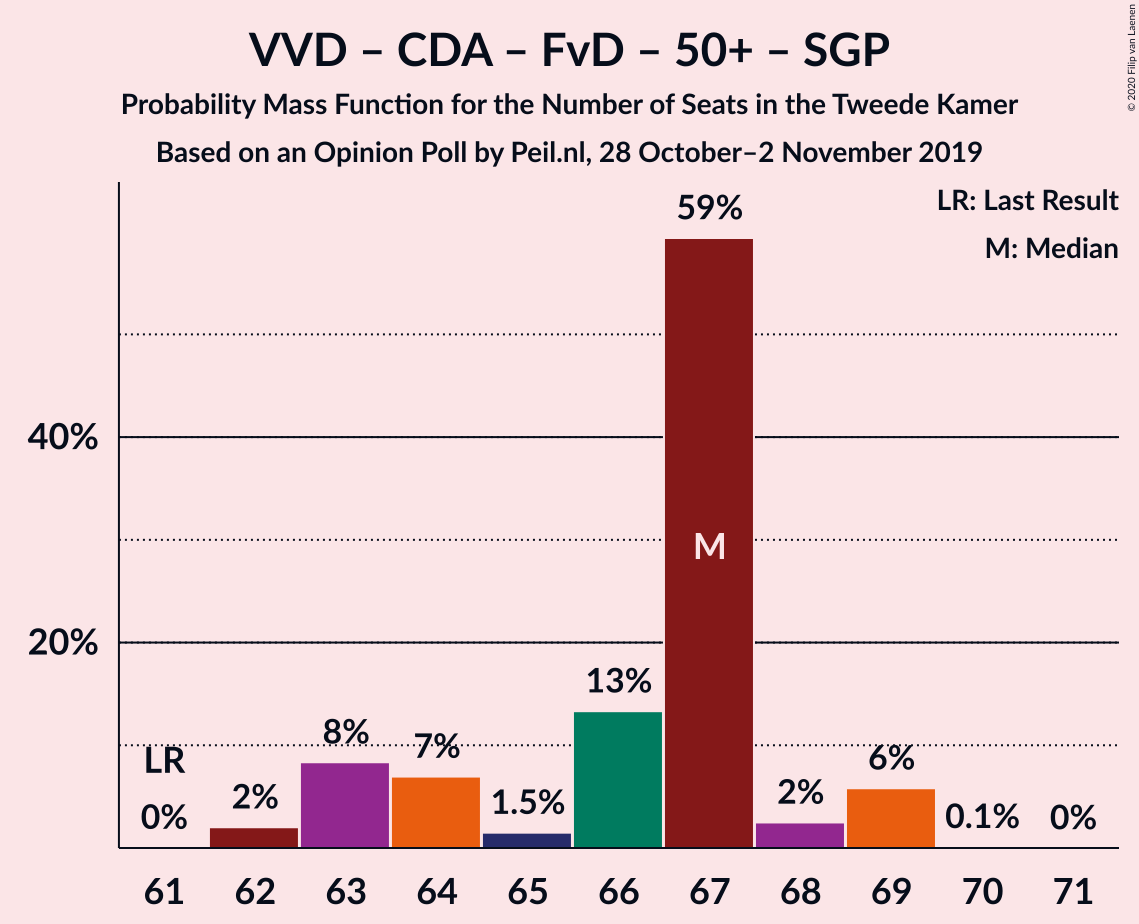 VVD – CDA – FvD – 50+ – SGP
Probability Mass Function for the Number of Seats in the Tweede Kamer
Based on an Opinion Poll by Peil.nl, 28 October–2 November 2019
© 2020 Filip van Laenen
LR: Last Result
M: Median
59%
40%
M
20%
13%
8%
7%
LR
6%
2%
2%
1.5%
0%
0.1%
0%
61 62 63 64 65 66 67 68 69 70 71